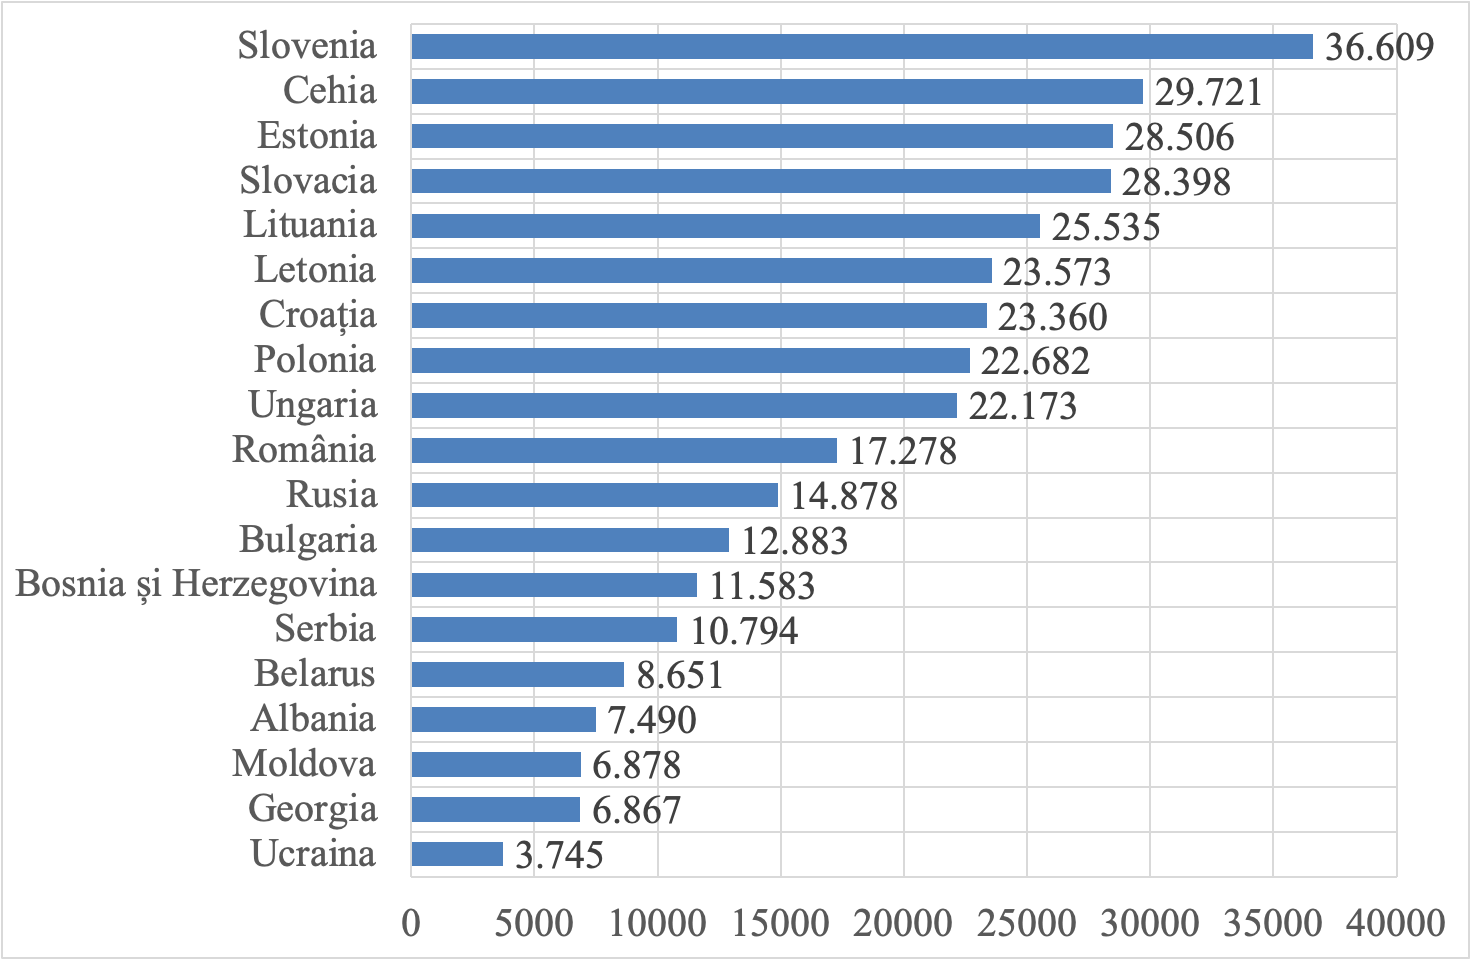 Slovenia 36.609
Cehia 29.721
Estonia 28.506
Slovacia 28.398
Lituania 25.535
Letonia 23.573
Croația 23.360
Polonia 22.682
Ungaria 22.173
România 17.278
Rusia 14.878
Bulgaria 12.883
Bosnia și Herzegovina 11.583
Serbia 10.794
Belarus 8.651
Albania 7.490
Moldova 6.878
Georgia 6.867
Ucraina 3.745
0 5000 10000 15000 20000 25000 30000 35000 40000